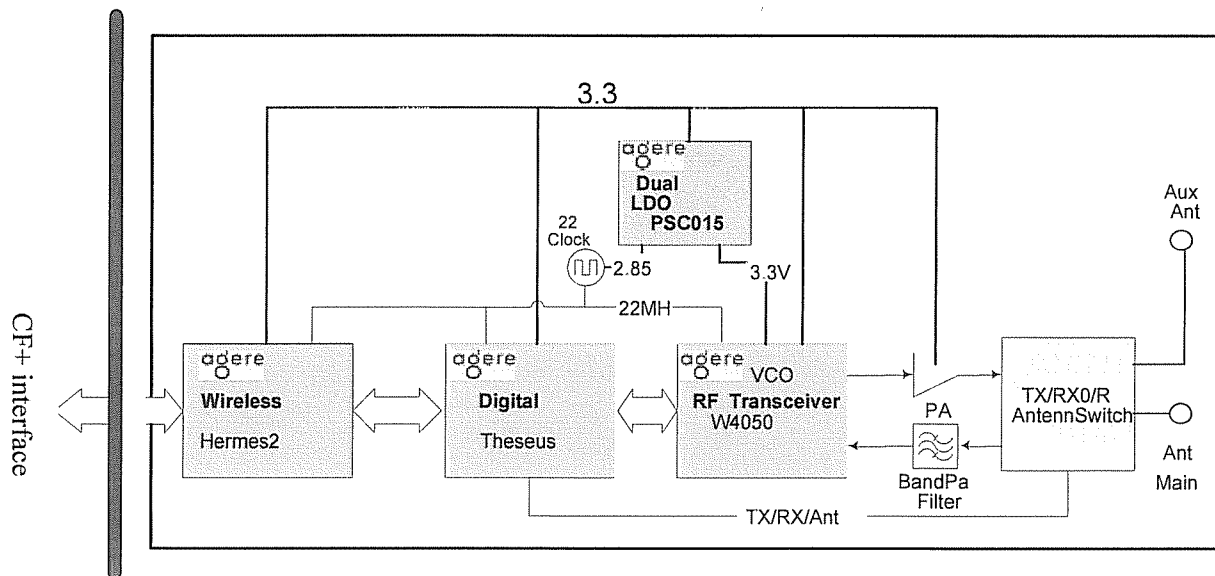 3.3
agere
Dual
LDO
PSC015
Aux
Ant
22
Clock
2.85
3.3V
22MH
CF+ interface
agere
Wireless
Hermes2
agere
Digital
Theseus
agere
VCO
RF Transceiver
W4050
PA
BandPa
Filter
TX/RX0/R
AntennSwitch
Ant
Main
TX/RX/Ant